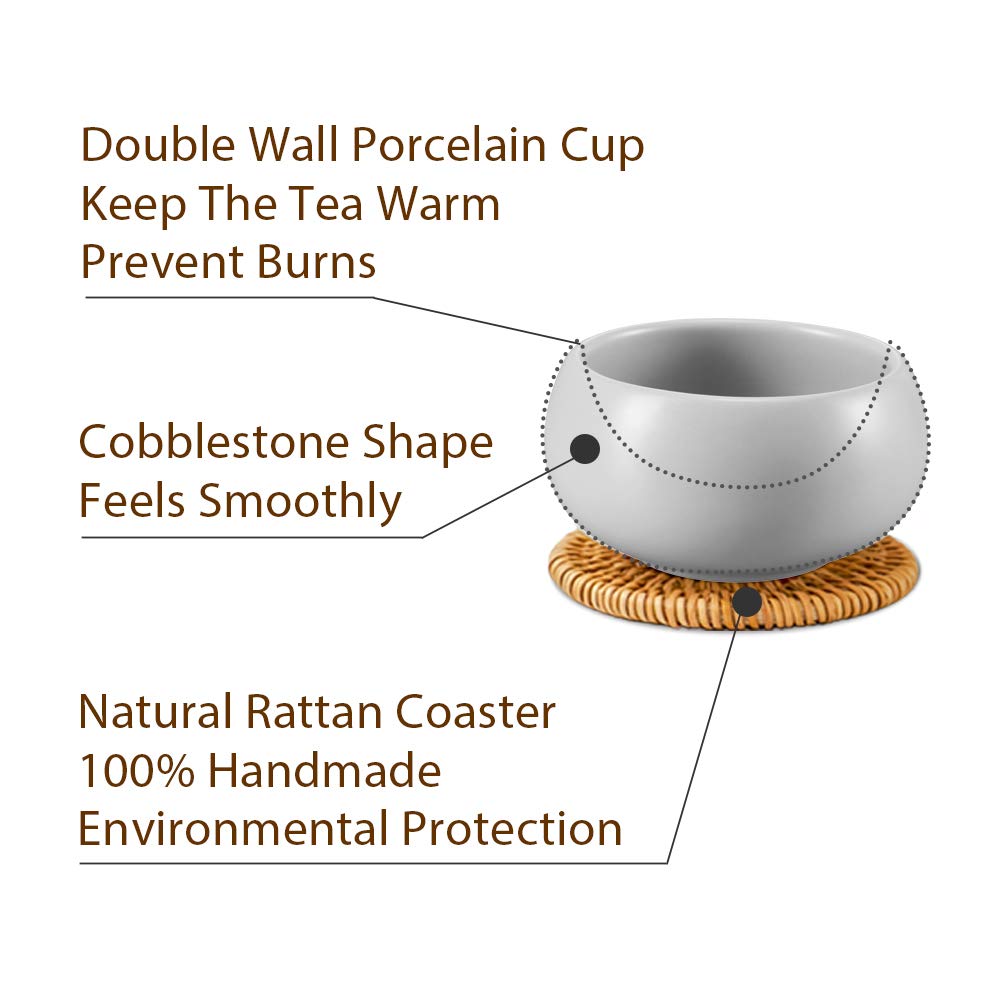 Double Wall Porcelain Cup
Keep The Tea Warm
Prevent Burns
Cobblestone Shape
Feels Smoothly
Natural Rattan Coaster
100% Handmade
Environmental Protection